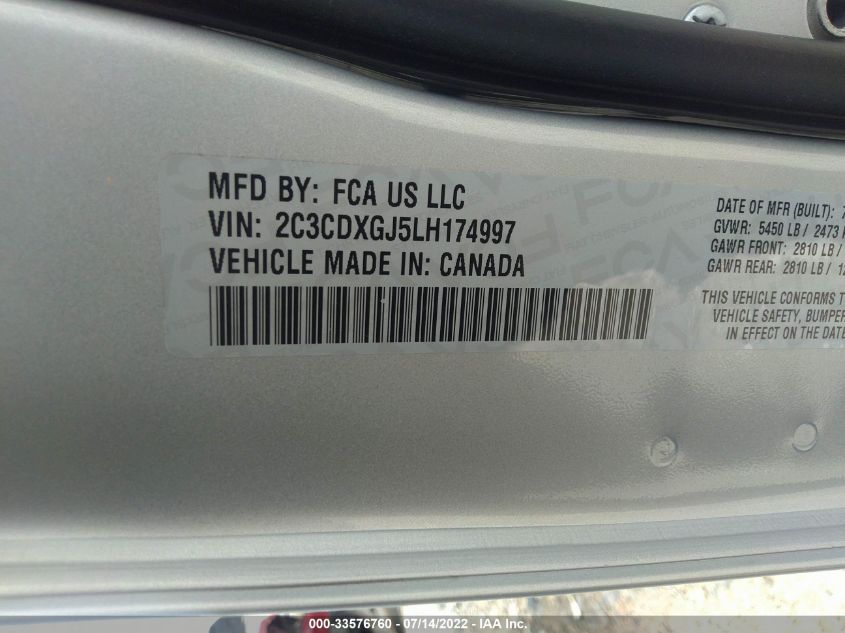 MFD BY: FCA US LLC
VIN: 2C3CDXGJ5LH174997
VEHICLE MADE IN: CANADA
DATE OF MFR (BUILT): 7
GVWR: 5450 LB / 2473
GAWR FRONT: 2810 LB /
GAWR REAR: 2810 LB / 12
THIS VEHICLE CONFORMS T
VEHICLE SAFETY, BUMPER
IN EFFECT ON THE DATE
000-33576760 - 07/14/2022 - IAA Inc.